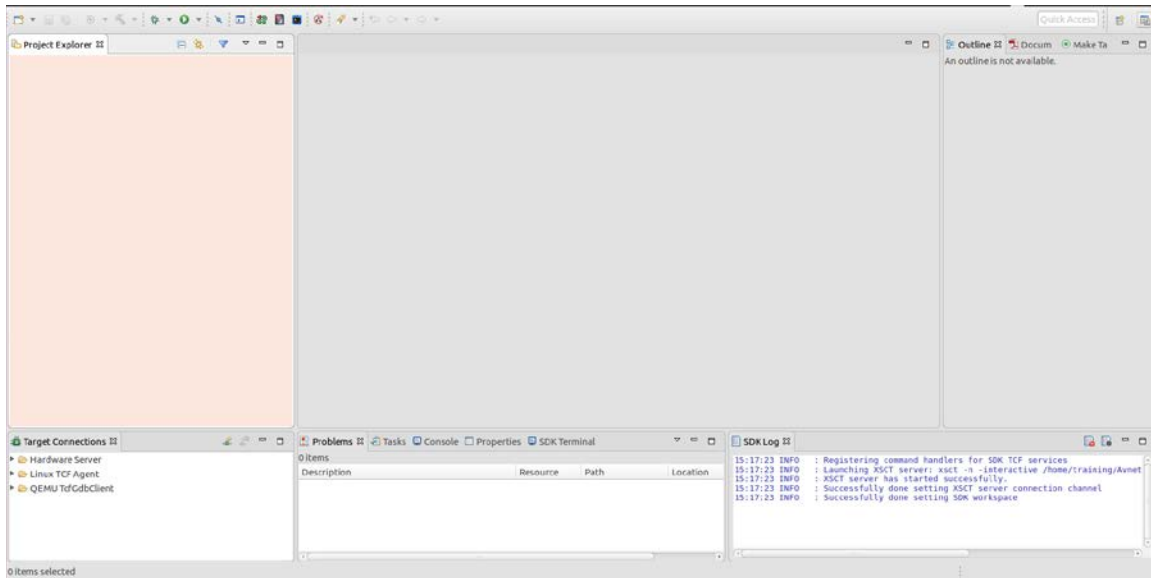 Quick Access
Project Explorer
Outline Docum Make Ta
An outline is not available.
Target Connections
Hardware Server
Linux TCF Agent
QEMU TcfGdbClient
Problems Tasks Console Properties SDK Terminal
0 items
Description Resource Path Location
SDK Log
15:17:23 INFO : Registering command handlers for SDK TCF services
15:17:23 INFO : Launching XSCT server: xsct -n -interactive /home/training/Avnet
15:17:23 INFO : XSCT server has started successfully.
15:17:23 INFO : Successfully done setting XSCT server connection channel
15:17:23 INFO : Successfully done setting SDK workspace
0 items selected